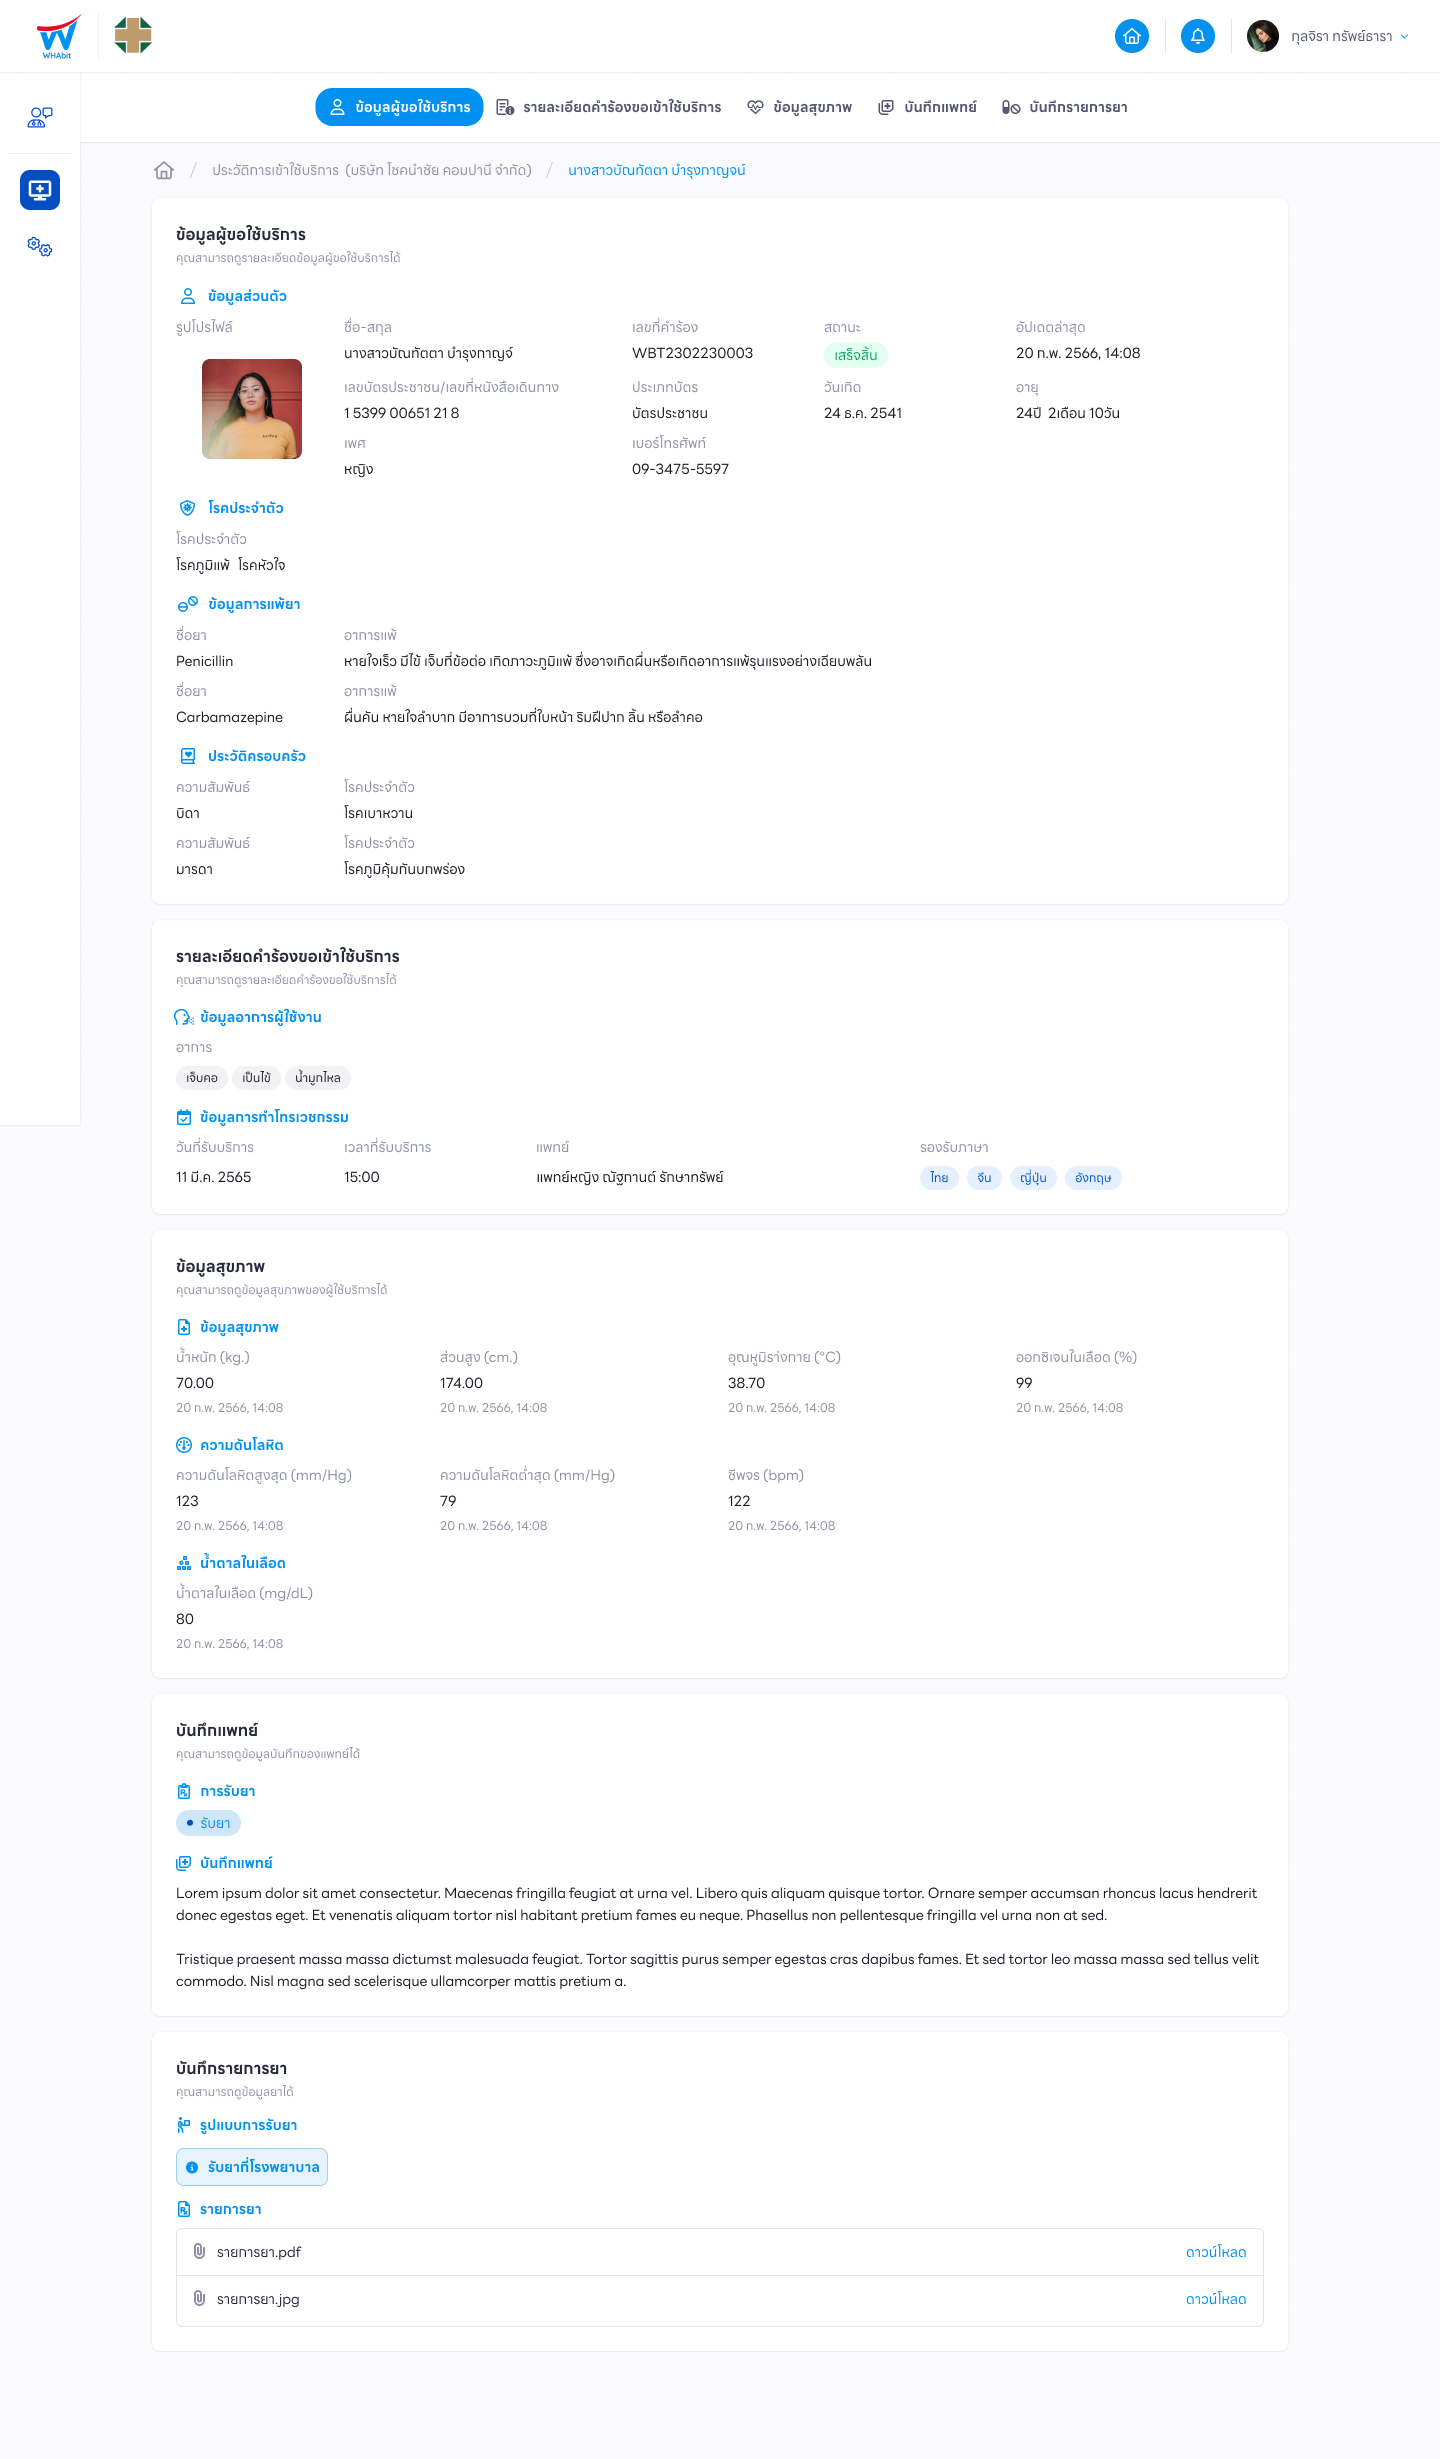 WHAbit
กุลจิรา ทรัพย์ธารา
ข้อมูลผู้ขอใช้บริการ รายละเอียดคำร้องขอเข้าใช้บริการ ข้อมูลสุขภาพ บันทึกแพทย์ บันทึกรายการยา
/ ประวัติการเข้าใช้บริการ (บริษัท โชคนำชัย คอมปานี จำกัด) / นางสาวบัณฑัตตา บำรุงกาญจน์
ข้อมูลผู้ขอใช้บริการ
คุณสามารถดูรายละเอียดข้อมูลผู้ขอใช้บริการได้
ข้อมูลส่วนตัว
รูปโปรไฟล์ ชื่อ-สกุล เลขที่คำร้อง สถานะ อัปเดตล่าสุด
นางสาวบัณฑัตตา บำรุงกาญจ์ WBT2302230003 เสร็จสิ้น 20 ก.พ. 2566, 14:08
เลขบัตรประชาชน/เลขที่หนังสือเดินทาง ประเภทบัตร วันเกิด อายุ
1 5399 00651 21 8 บัตรประชาชน 24 ธ.ค. 2541 24ปี 2เดือน 10วัน
เพศ เบอร์โทรศัพท์
หญิง 09-3475-5597
โรคประจำตัว
โรคประจำตัว
โรคภูมิแพ้ โรคหัวใจ
ข้อมูลการแพ้ยา
ชื่อยา อาการแพ้
Penicillin หายใจเร็ว มีไข้ เจ็บที่ข้อต่อ เกิดภาวะภูมิแพ้ ซึ่งอาจเกิดผื่นหรือเกิดอาการแพ้รุนแรงอย่างเฉียบพลัน
ชื่อยา อาการแพ้
Carbamazepine ผื่นคัน หายใจลำบาก มีอาการบวมที่ใบหน้า ริมฝีปาก ลิ้น หรือลำคอ
ประวัติครอบครัว
ความสัมพันธ์ โรคประจำตัว
บิดา โรคเบาหวาน
ความสัมพันธ์ โรคประจำตัว
มารดา โรคภูมิคุ้มกันบกพร่อง
รายละเอียดคำร้องขอเข้าใช้บริการ
คุณสามารถดูรายละเอียดคำร้องขอใช้บริการได้
ข้อมูลอาการผู้ใช้งาน
อาการ
เจ็บคอ เป็นไข้ น้ำมูกไหล
ข้อมูลการทำโทรเวชกรรม
วันที่รับบริการ เวลาที่รับบริการ แพทย์ รองรับภาษา
11 มี.ค. 2565 15:00 แพทย์หญิง ณัฐกานต์ รักษาทรัพย์ ไทย จีน ญี่ปุ่น อังกฤษ
ข้อมูลสุขภาพ
คุณสามารถดูข้อมูลสุขภาพของผู้ใช้บริการได้
ข้อมูลสุขภาพ
น้ำหนัก (kg.) ส่วนสูง (cm.) อุณหูมิรา่งกาย (°C) ออกซิเจนในเลือด (%)
70.00 174.00 38.70 99
20 ก.พ. 2566, 14:08 20 ก.พ. 2566, 14:08 20 ก.พ. 2566, 14:08 20 ก.พ. 2566, 14:08
ความดันโลหิต
ความดันโลหิตสูงสุด (mm/Hg) ความดันโลหิตต่ำสุด (mm/Hg) ชีพจร (bpm)
123 79 122
20 ก.พ. 2566, 14:08 20 ก.พ. 2566, 14:08 20 ก.พ. 2566, 14:08
น้ำตาลในเลือด
น้ำตาลในเลือด (mg/dL)
80
20 ก.พ. 2566, 14:08
บันทึกแพทย์
คุณสามารถดูข้อมูลบันทึกของแพทย์ได้
การรับยา
รับยา
บันทึกแพทย์
Lorem ipsum dolor sit amet consectetur. Maecenas fringilla feugiat at urna vel. Libero quis aliquam quisque tortor. Ornare semper accumsan rhoncus lacus hendrerit
donec egestas eget. Et venenatis aliquam tortor nisl habitant pretium fames eu neque. Phasellus non pellentesque fringilla vel urna non at sed.
Tristique praesent massa massa dictumst malesuada feugiat. Tortor sagittis purus semper egestas cras dapibus fames. Et sed tortor leo massa massa sed tellus velit
commodo. Nisl magna sed scelerisque ullamcorper mattis pretium a.
บันทึกรายการยา
คุณสามารถดูข้อมูลยาได้
รูปแบบการรับยา
รับยาที่โรงพยาบาล
รายการยา
รายการยา.pdf ดาวน์โหลด
รายการยา.jpg ดาวน์โหลด